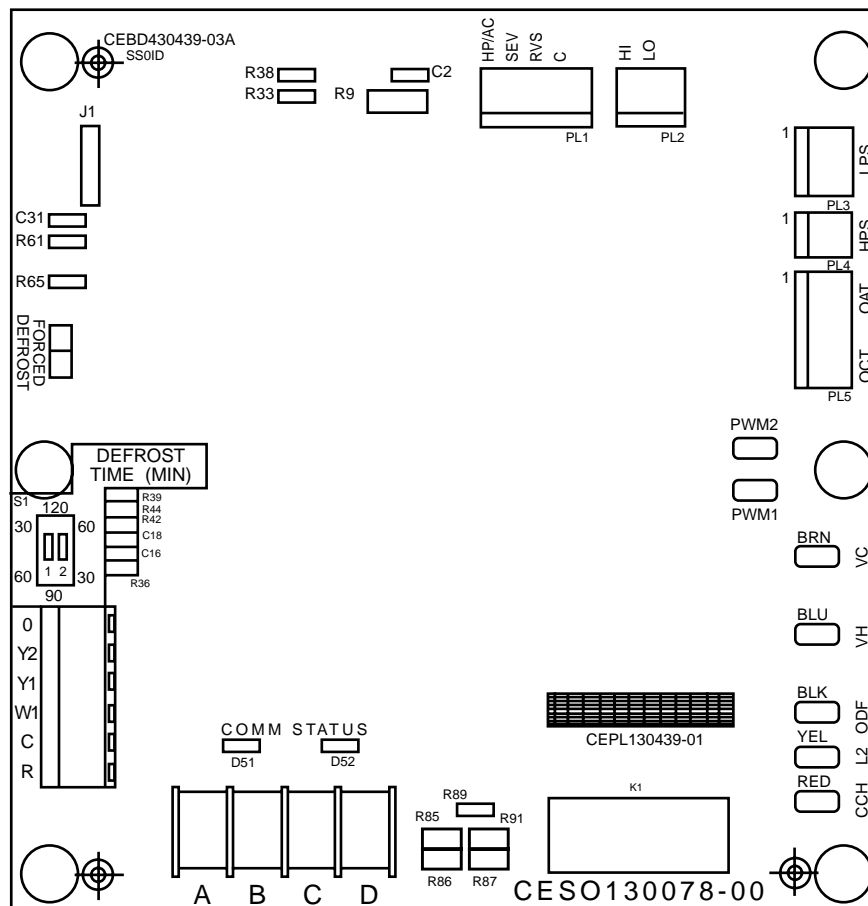 CEBD430439-03A
SS0ID
R38
R33
R9
C2
HP/AC
SEV
RVS
C
PL1
HI
LO
PL2
J1
1
LPS
PL3
1
HPS
PL4
1
OAT
OCT
PL5
C31
R61
R65
FORCED
DEFROST
DEFROST
TIME (MIN)
S1
120
30
60
1 2
60
30
90
R39
R44
R42
C18
C16
R36
PWM2
PWM1
BRN
VC
BLU
VH
BLK
ODF
YEL
L2
RED
CCH
0
Y2
Y1
W1
C
R
COMM STATUS
D51
D52
CEPL130439-01
K1
R89
R85
R91
R86
R87
A B C D
CESO130078-00